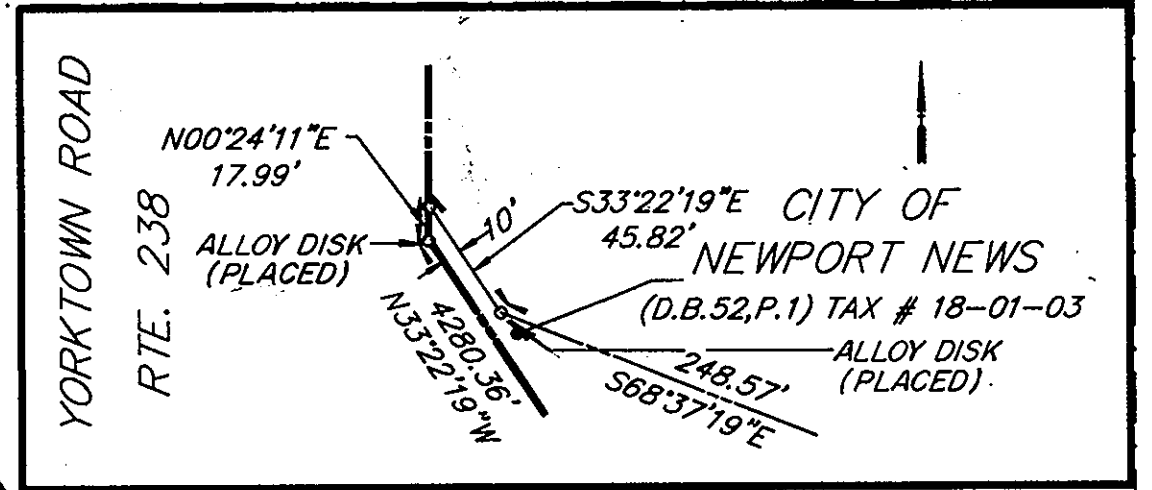 YORKTOWN ROAD
RTE. 238
N00°24'11"E
17.99'
ALLOY DISK
(PLACED)
10'
S33°22'19"E
45.82'
CITY OF
NEWPORT NEWS
(D.B.52,P.1) TAX # 18-01-03
ALLOY DISK
(PLACED)
4280.36'
N33°22'19"W
248.57'
S68°37'19"E